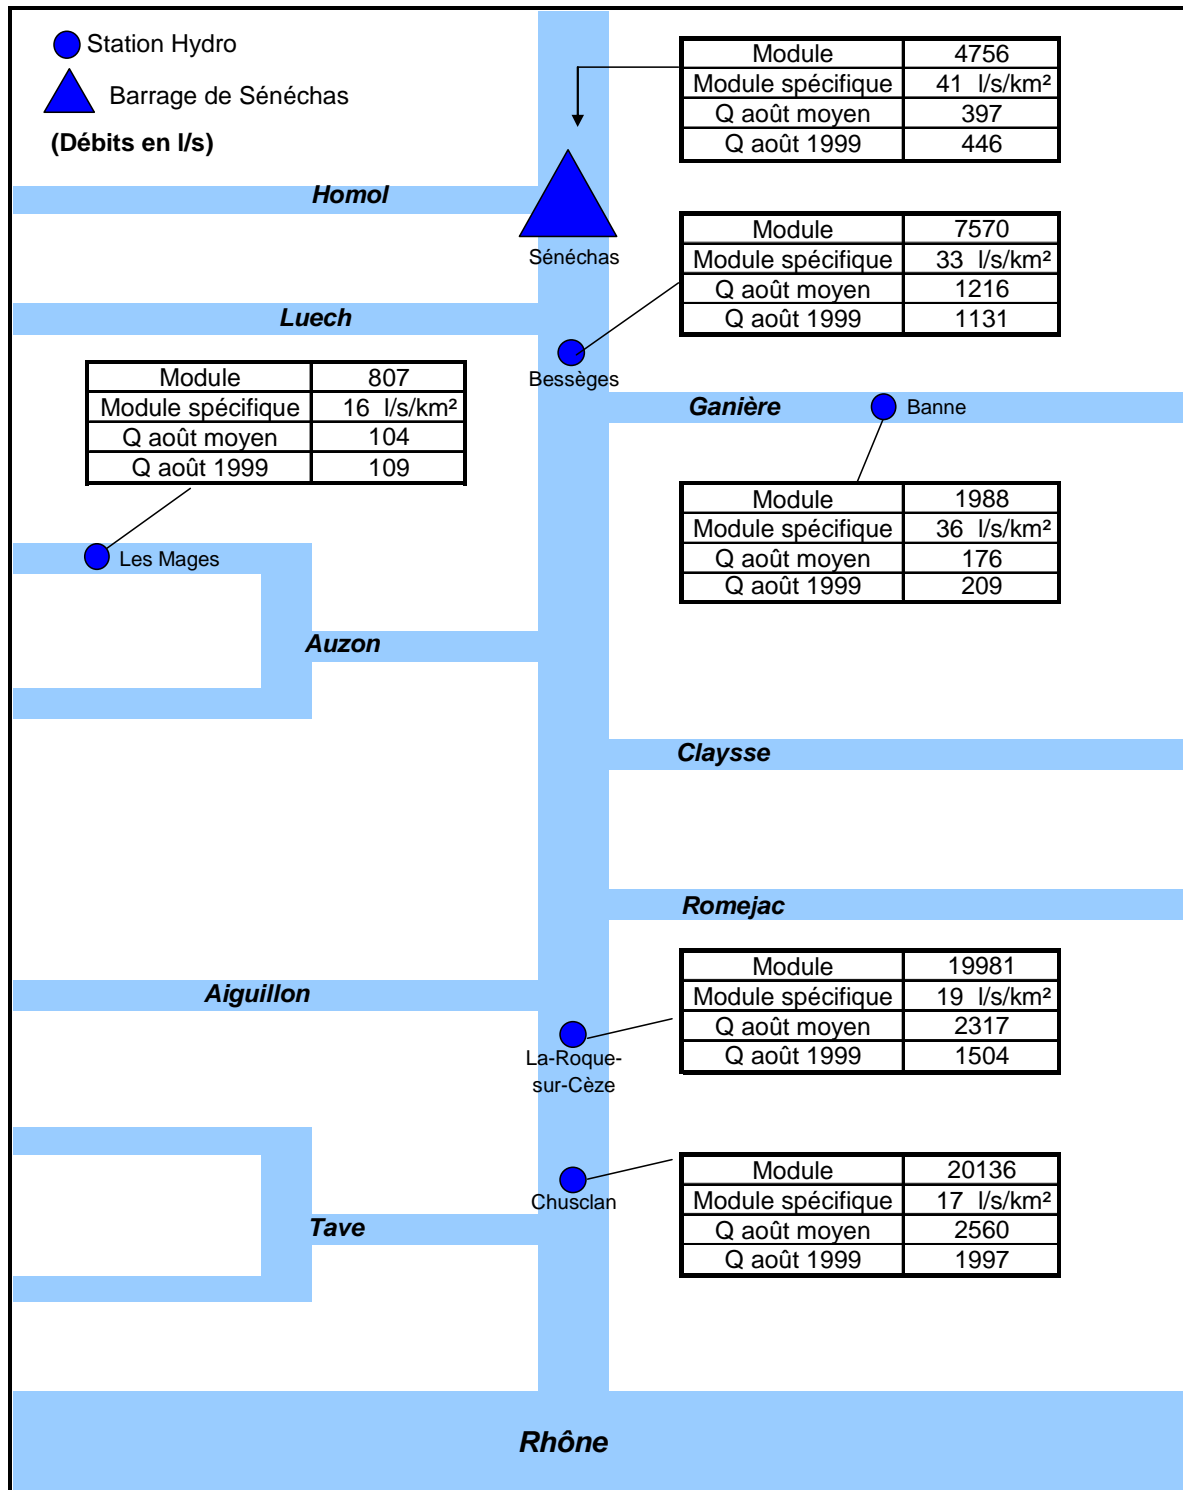 Station Hydro
Barrage de Sénéchas
(Débits en l/s)
Module 4756
Module spécifique 41 l/s/km²
Q août moyen 397
Q août 1999 446
Homol
Sénéchas
Module 7570
Module spécifique 33 l/s/km²
Q août moyen 1216
Q août 1999 1131
Luech
Bessèges
Module 807
Module spécifique 16 l/s/km²
Q août moyen 104
Q août 1999 109
Ganière
Banne
Module 1988
Module spécifique 36 l/s/km²
Q août moyen 176
Q août 1999 209
Les Mages
Auzon
Claysse
Romejac
Aiguillon
Module 19981
Module spécifique 19 l/s/km²
Q août moyen 2317
Q août 1999 1504
La-Roque-
sur-Cèze
Module 20136
Module spécifique 17 l/s/km²
Q août moyen 2560
Q août 1999 1997
Chusclan
Tave
Rhône